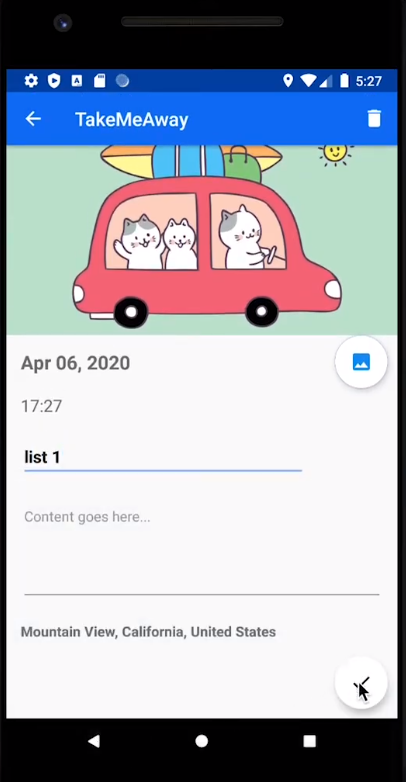 5:27
TakeMeAway
Apr 06, 2020
17:27
list 1
Content goes here...
Mountain View, California, United States